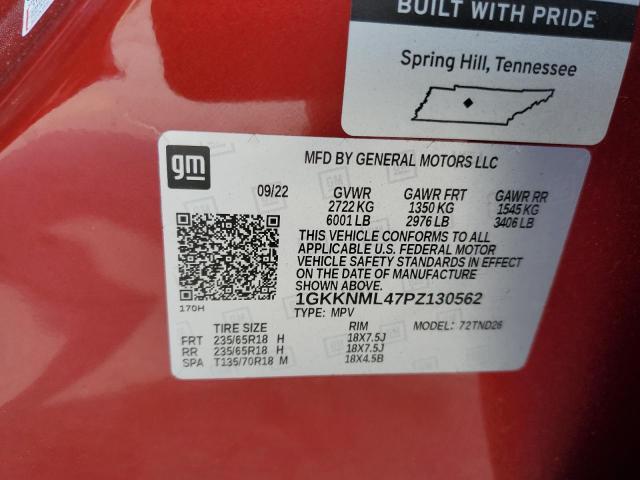 BUILT WITH PRIDE
Spring Hill, Tennessee
gm
MFD BY GENERAL MOTORS LLC
09/22 GVWR GAWR FRT GAWR RR
2722 KG 1350 KG 1545 KG
6001 LB 2976 LB 3406 LB
THIS VEHICLE CONFORMS TO ALL
APPLICABLE U.S. FEDERAL MOTOR
VEHICLE SAFETY STANDARDS IN EFFECT
ON THE DATE OF MANUFACTURE
SHOWN ABOVE.
170H
1GKKNML47PZ130562
TYPE: MPV MODEL: 72TND26
TIRE SIZE RIM
FRT 235/65R18 H 18X7.5J
RR 235/65R18 H 18X7.5J
SPA T135/70R18 M 18X4.5B